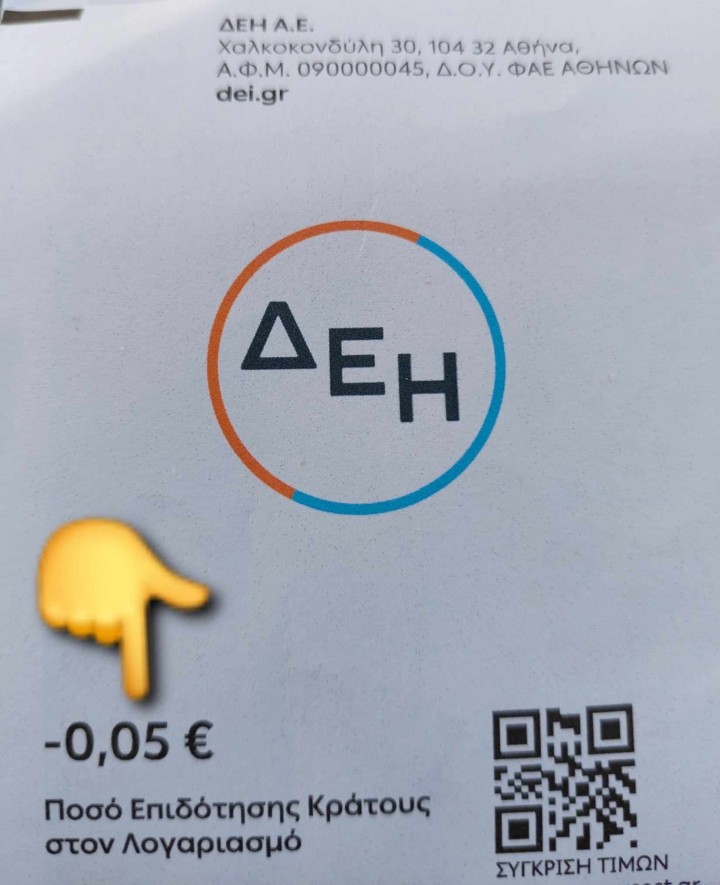 ΔΕΗ Α.Ε.
Χαλκοκονδύλη 30, 104 32 Αθήνα,
Α.Φ.Μ. 090000045, Δ.Ο.Υ. ΦΑΕ ΑΘΗΝΩΝ
dei.gr
ΔΕΗ
-0,05 €
Ποσό Επιδότησης Κράτους
στον Λογαριασμό
ΣΥΓΚΡΙΣΗ ΤΙΜΩΝ